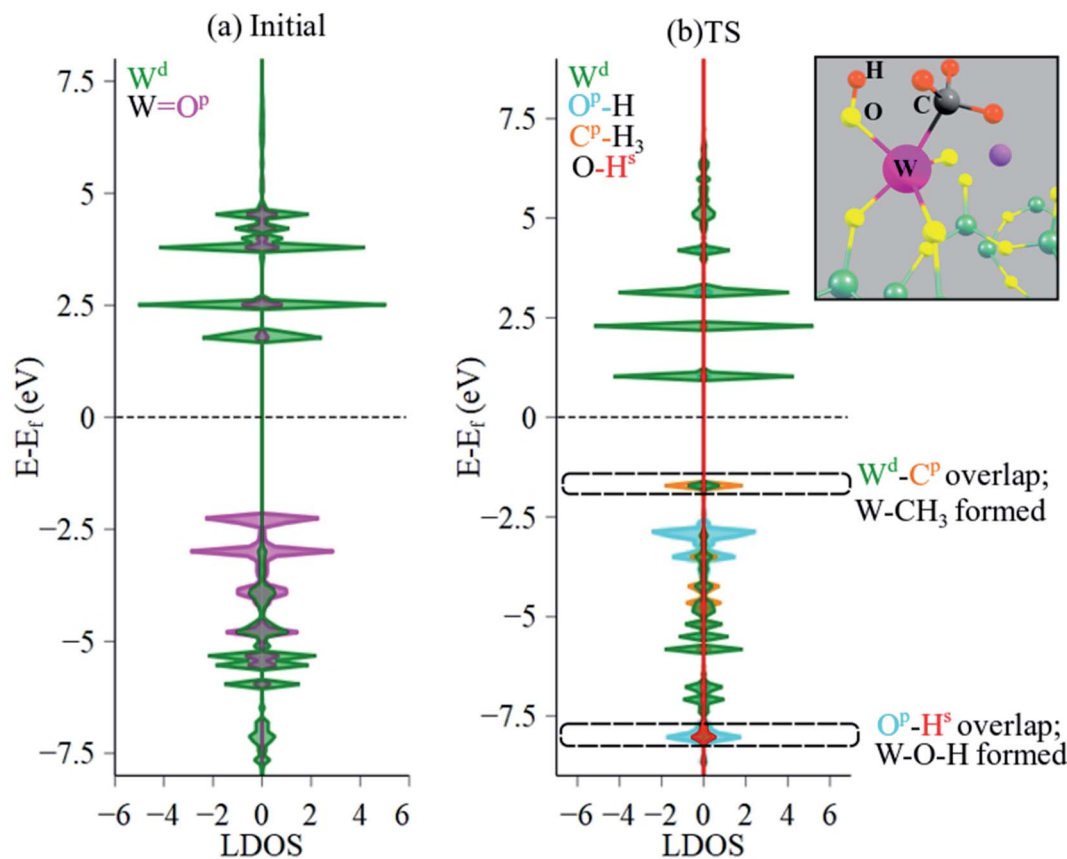 (a) Initial
W^d
W=O^p
7.5
5
2.5
0
−2.5
−5
−7.5
E-E_f (eV)
−6 −4 −2 0 2 4 6
LDOS
(b)TS
W^d
O^p-H
C^p-H_3
O-H^s
7.5
5
2.5
0
−2.5
−5
−7.5
E-E_f (eV)
−6 −4 −2 0 2 4 6
LDOS
H
O
C
W
W^d-C^p overlap;
W-CH_3 formed
O^p-H^s overlap;
W-O-H formed